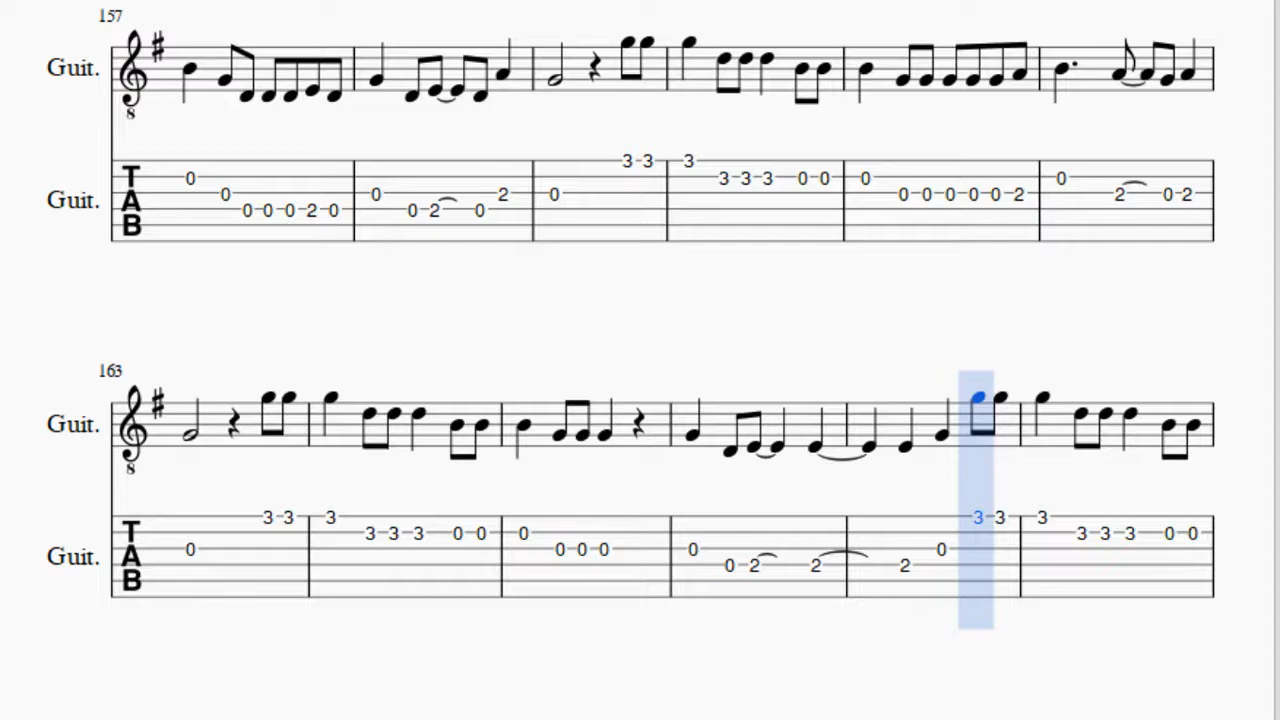 157
Guit.
8
T
A
B
Guit.
3 3 3
0 3 3 3 0 0 0 0
0 0 2 0 0 0 0 0 0 2 2 0 2
0 0 0 2 0 0 2 0
163
Guit.
8
T
A
B
Guit.
3 3 3 3 3 3
3 3 3 0 0 0 3 3 3 0 0
0 0 0 0 0 0
0 2 2 2